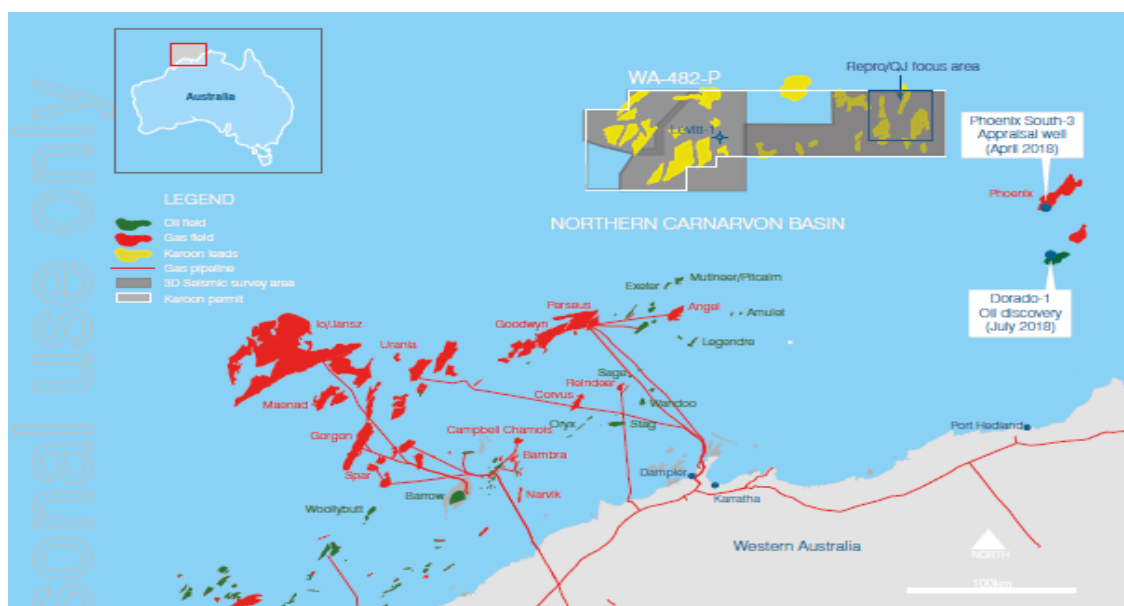 sonal use only
Australia
LEGEND
Oil field
Gas field
Karoon leads
Gas pipeline
3D Seismic survey area
Karoon permit
WA-482-P
Repro/QJ focus area
Levitt-1
Phoenix South-3
Appraisal well
(April 2018)
Phoenix
NORTHERN CARNARVON BASIN
Dorado-1
Oil discovery
(July 2018)
Mutineer/Pitcairn
Exeter
Perseus
Angel
Amulet
Goodwyn
Legendre
Io/Jansz
Urania
Sage
Reindeer
Maenad
Corvus
Wandoo
Oryx
Stag
Gorgon
Campbell
Chamois
Bambra
Spar
Barrow
Narvik
Woollybutt
Dampier
Karratha
Port Hedland
Western Australia
NORTH
100km